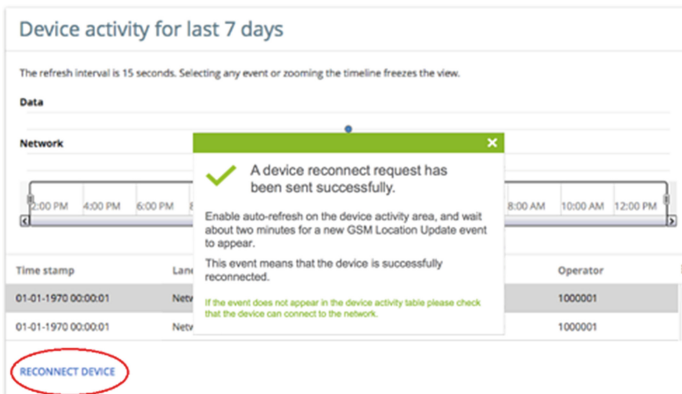 Device activity for last 7 days
The refresh interval is 15 seconds. Selecting any event or zooming the timeline freezes the view.
Data
Network
A device reconnect request has
been sent successfully.
Enable auto-refresh on the device activity area, and wait
about two minutes for a new GSM Location Update event
to appear.
This event means that the device is successfully
reconnected.
If the event does not appear in the device activity table please check
that the device can connect to the network.
2:00 PM 4:00 PM 6:00 PM 8:00 AM 10:00 AM 12:00 PM
Time stamp Lane Operator
01-01-1970 00:00:01 Netw 1000001
01-01-1970 00:00:01 Netw 1000001
RECONNECT DEVICE